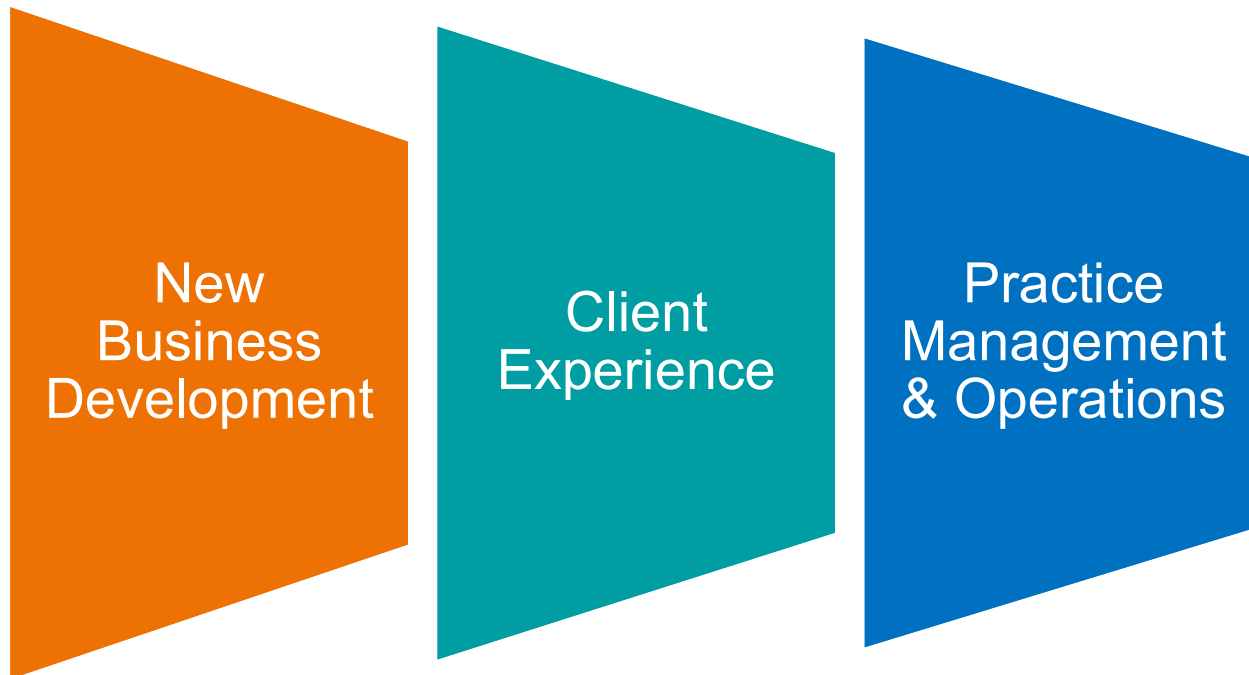 New
Business
Development
Client
Experience
Practice
Management
& Operations